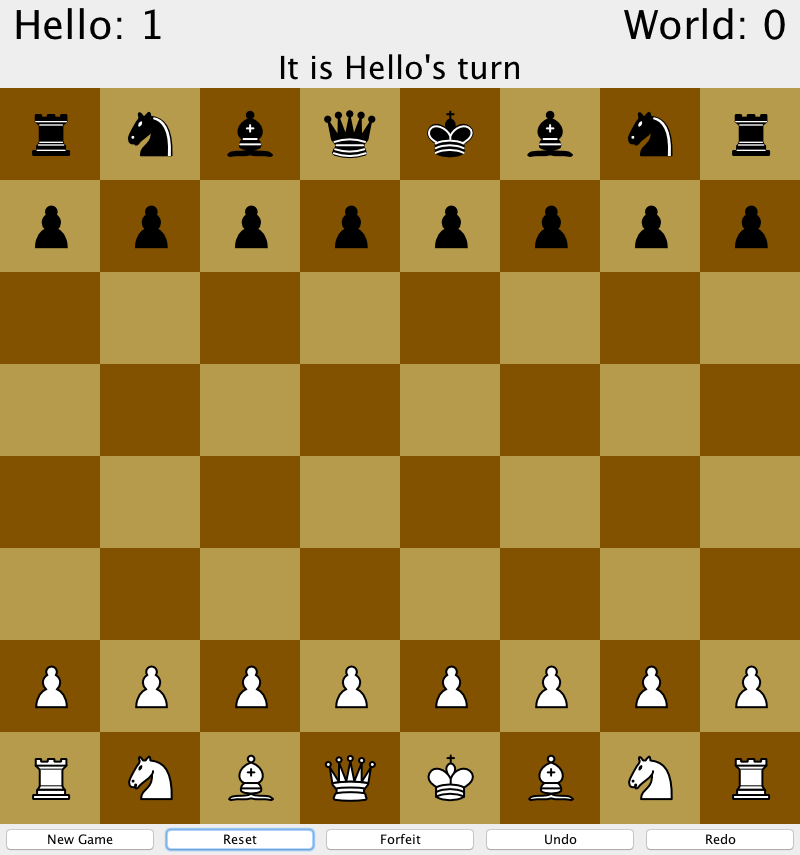 Hello: 1 World: 0
It is Hello's turn
New Game Reset Forfeit Undo Redo